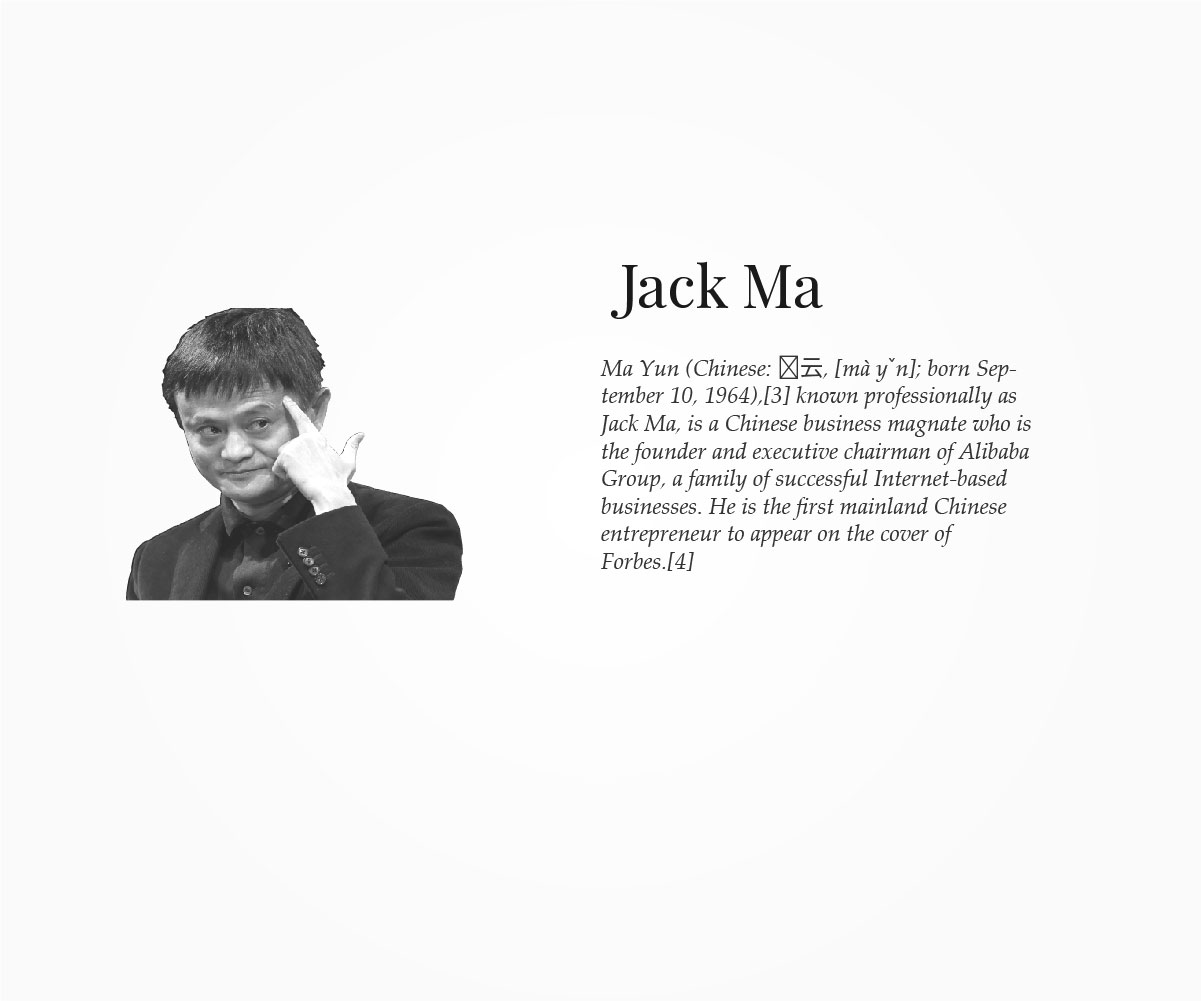 Jack Ma
Ma Yun (Chinese: 云, [mà yˇn]; born Sep-
tember 10, 1964),[3] known professionally as
Jack Ma, is a Chinese business magnate who is
the founder and executive chairman of Alibaba
Group, a family of successful Internet-based
businesses. He is the first mainland Chinese
entrepreneur to appear on the cover of
Forbes.[4]